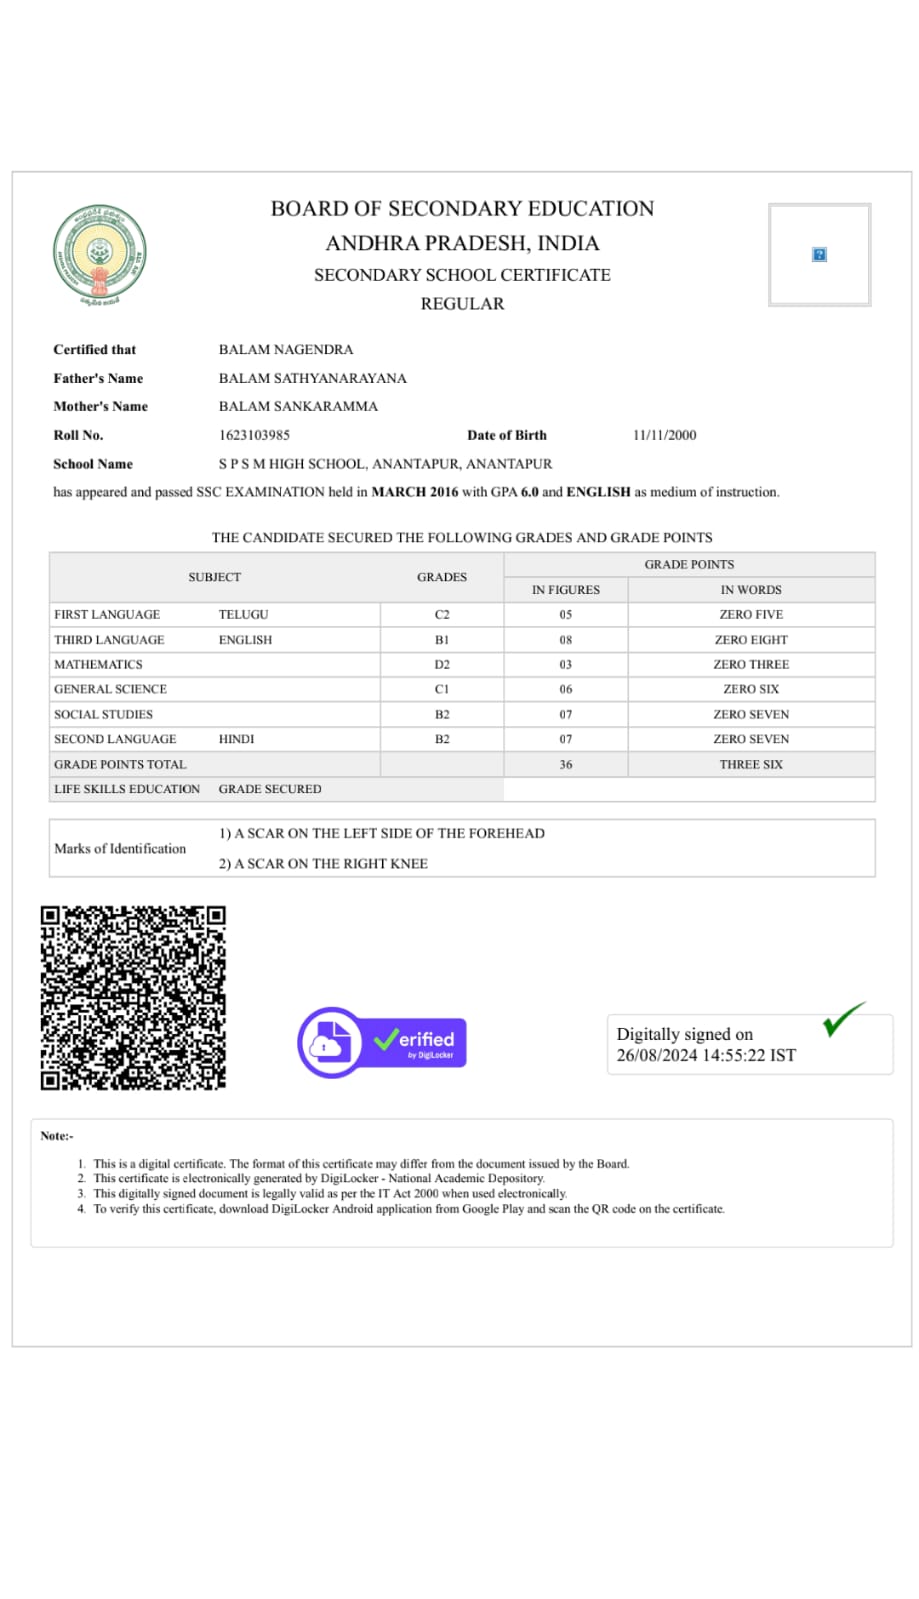 BOARD OF SECONDARY EDUCATION
ANDHRA PRADESH, INDIA
SECONDARY SCHOOL CERTIFICATE
REGULAR
Certified that BALAM NAGENDRA
Father's Name BALAM SATHYANARAYANA
Mother's Name BALAM SANKARAMMA
Roll No. 1623103985 Date of Birth 11/11/2000
School Name S P S M HIGH SCHOOL, ANANTAPUR, ANANTAPUR
has appeared and passed SSC EXAMINATION held in MARCH 2016 with GPA 6.0 and ENGLISH as medium of instruction.
THE CANDIDATE SECURED THE FOLLOWING GRADES AND GRADE POINTS
SUBJECT GRADES GRADE POINTS
IN FIGURES IN WORDS
FIRST LANGUAGE TELUGU C2 05 ZERO FIVE
THIRD LANGUAGE ENGLISH B1 08 ZERO EIGHT
MATHEMATICS D2 03 ZERO THREE
GENERAL SCIENCE C1 06 ZERO SIX
SOCIAL STUDIES B2 07 ZERO SEVEN
SECOND LANGUAGE HINDI B2 07 ZERO SEVEN
GRADE POINTS TOTAL 36 THREE SIX
LIFE SKILLS EDUCATION GRADE SECURED
Marks of Identification
1) A SCAR ON THE LEFT SIDE OF THE FOREHEAD
2) A SCAR ON THE RIGHT KNEE
erified
by DigiLocker
Digitally signed on
26/08/2024 14:55:22 IST
Note:-
1. This is a digital certificate. The format of this certificate may differ from the document issued by the Board.
2. This certificate is electronically generated by DigiLocker - National Academic Depository.
3. This digitally signed document is legally valid as per the IT Act 2000 when used electronically.
4. To verify this certificate, download DigiLocker Android application from Google Play and scan the QR code on the certificate.